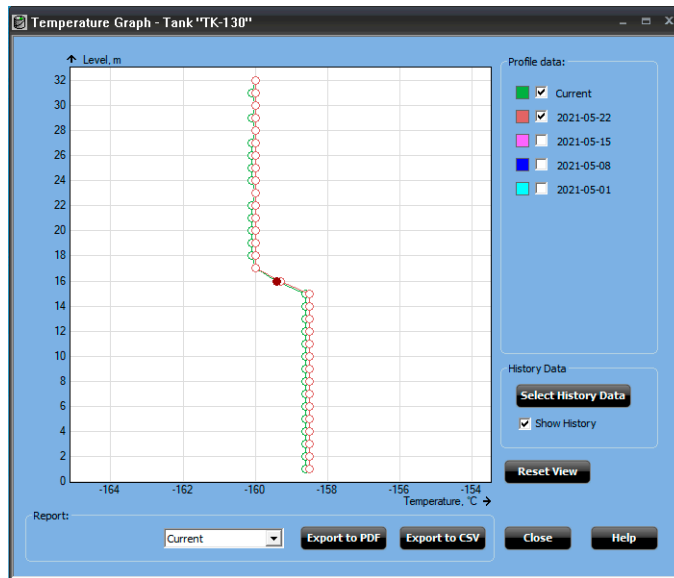 Temperature Graph - Tank "TK-130"
Level, m
32
30
28
26
24
22
20
18
16
14
12
10
8
6
4
2
0
-164 -162 -160 -158 -156 -154
Temperature, °C
Profile data:
Current
2021-05-22
2021-05-15
2021-05-08
2021-05-01
History Data
Select History Data
Show History
Reset View
Report:
Current
Export to PDF
Export to CSV
Close
Help